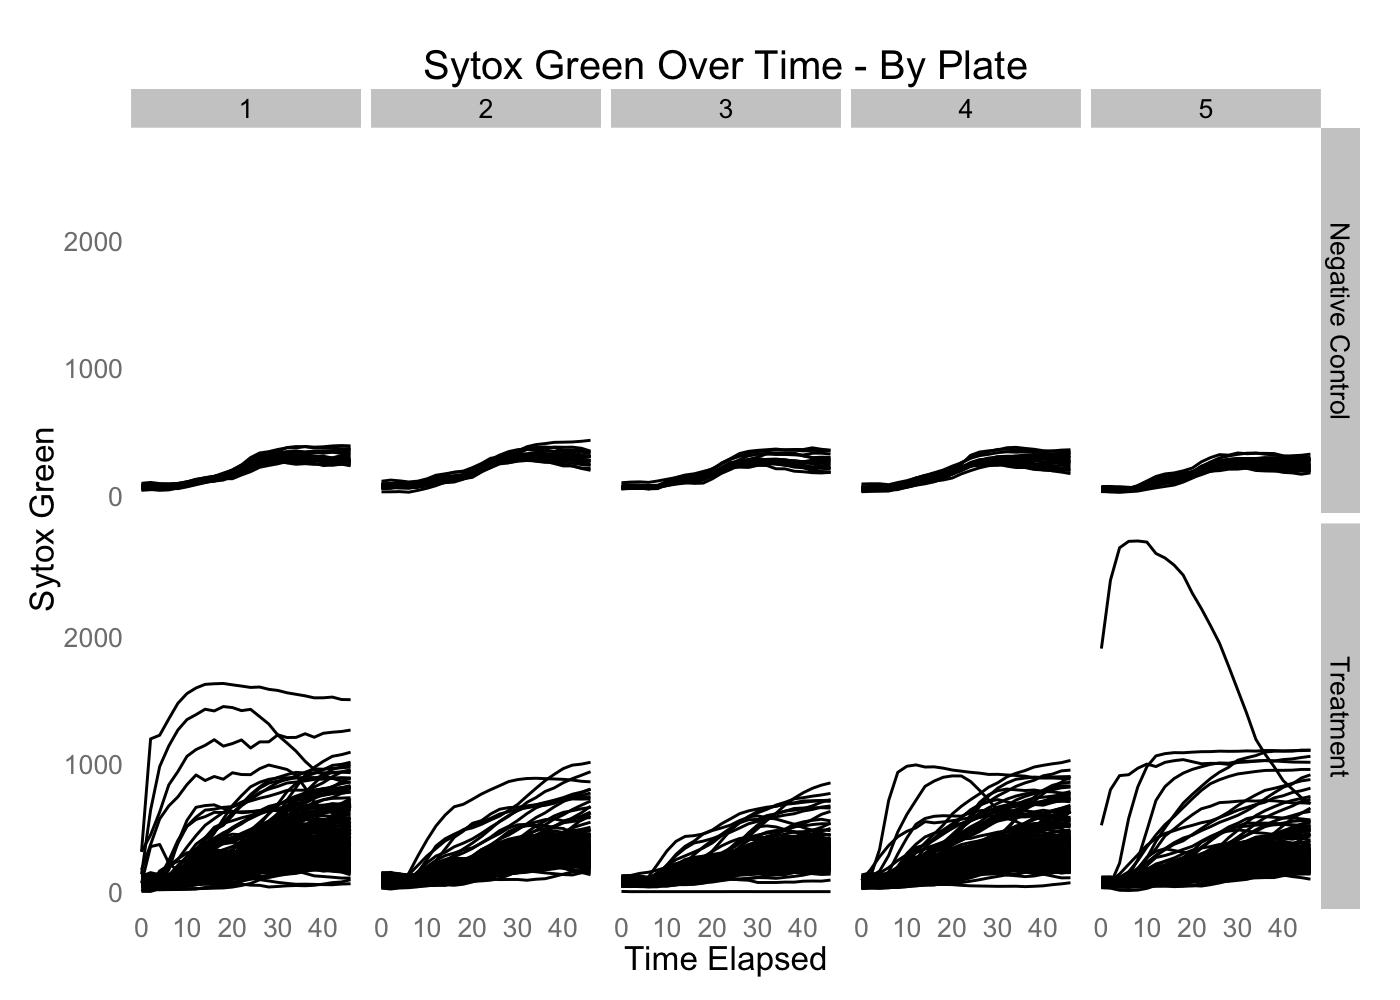 Sytox Green Over Time - By Plate
1 2 3 4 5
2000
1000
0
Negative Control
Sytox Green
2000
1000
0
Treatment
0 10 20 30 40 0 10 20 30 40 0 10 20 30 40 0 10 20 30 40 0 10 20 30 40
Time Elapsed